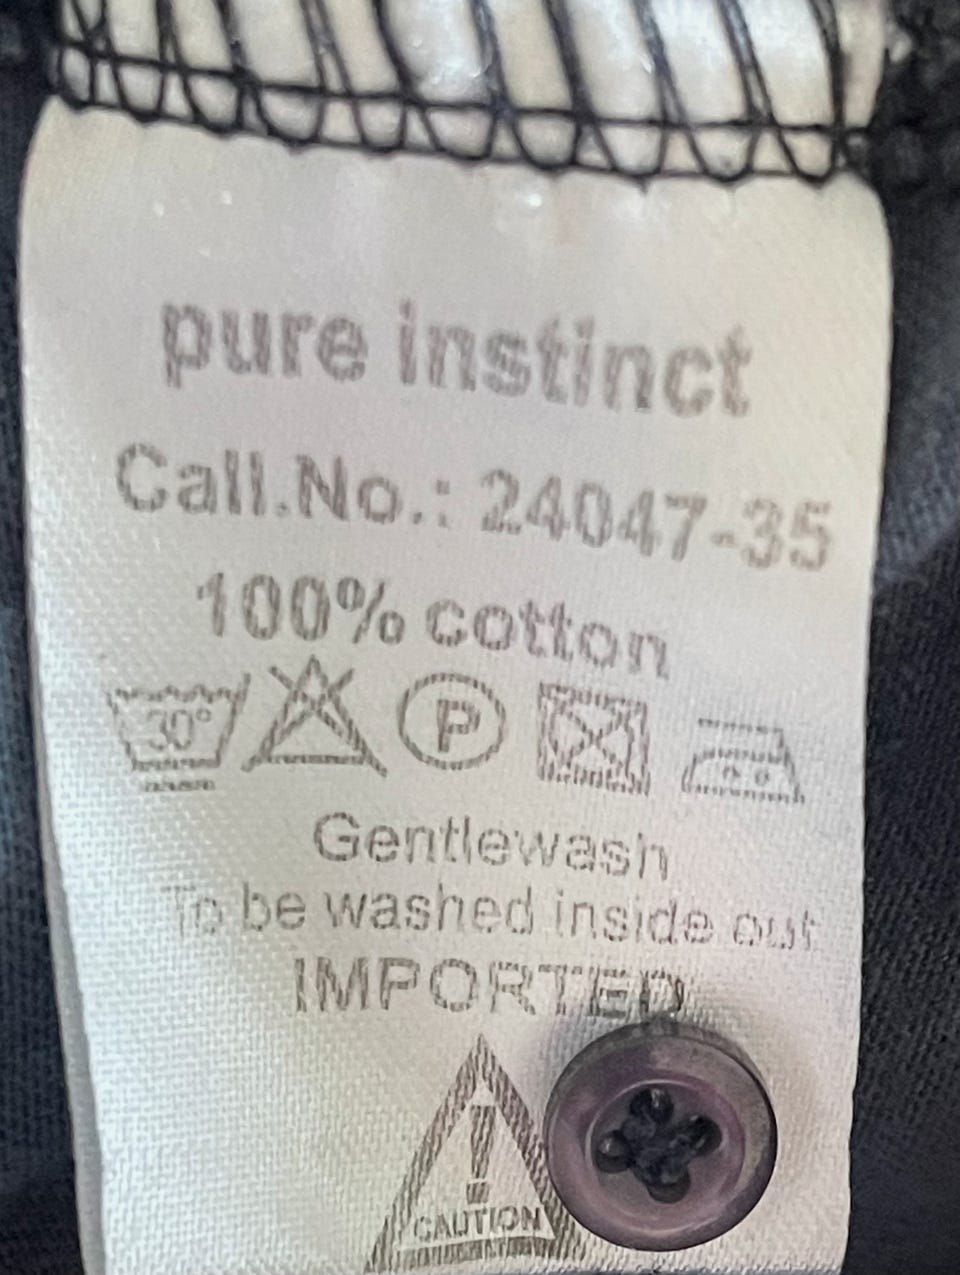 pure instinct
Call.No.: 24047-35
100% cotton
30° P
Gentlewash
To be washed inside out
IMPORTED
!
CAUTION